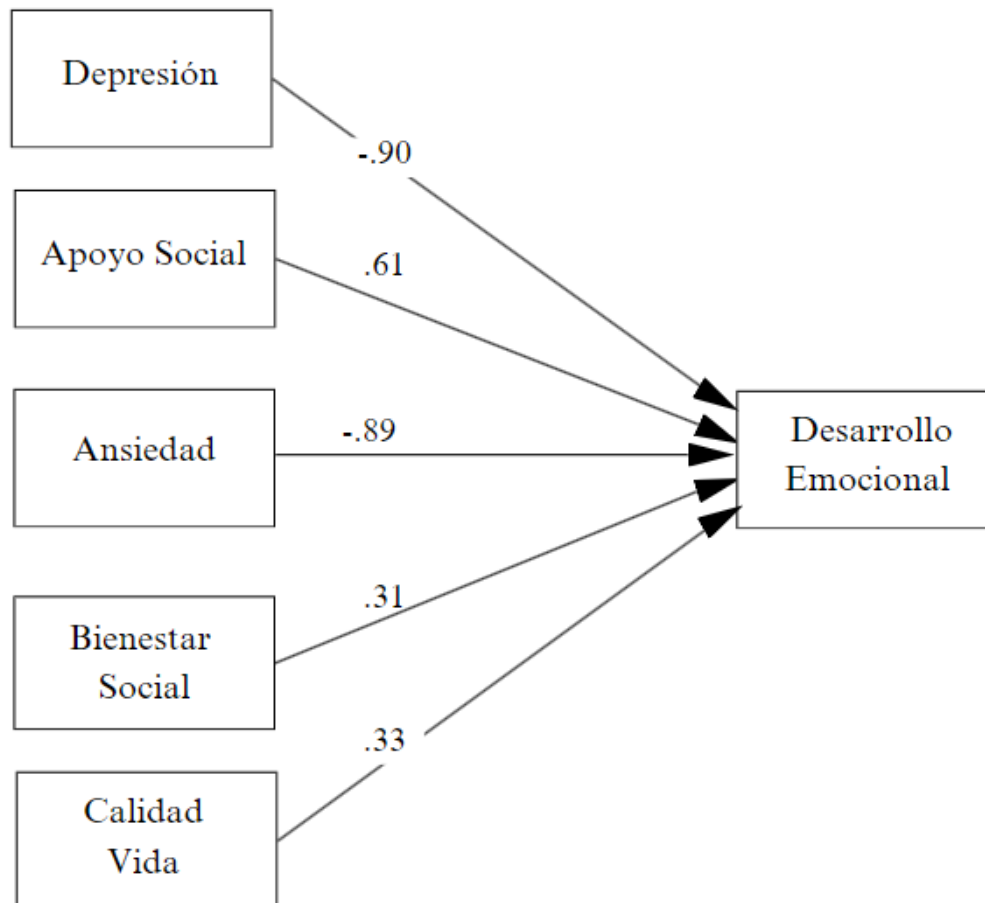 Depresión
-.90
Apoyo Social
.61
Ansiedad
-.89
Desarrollo
Emocional
Bienestar
Social
.31
Calidad
Vida
.33